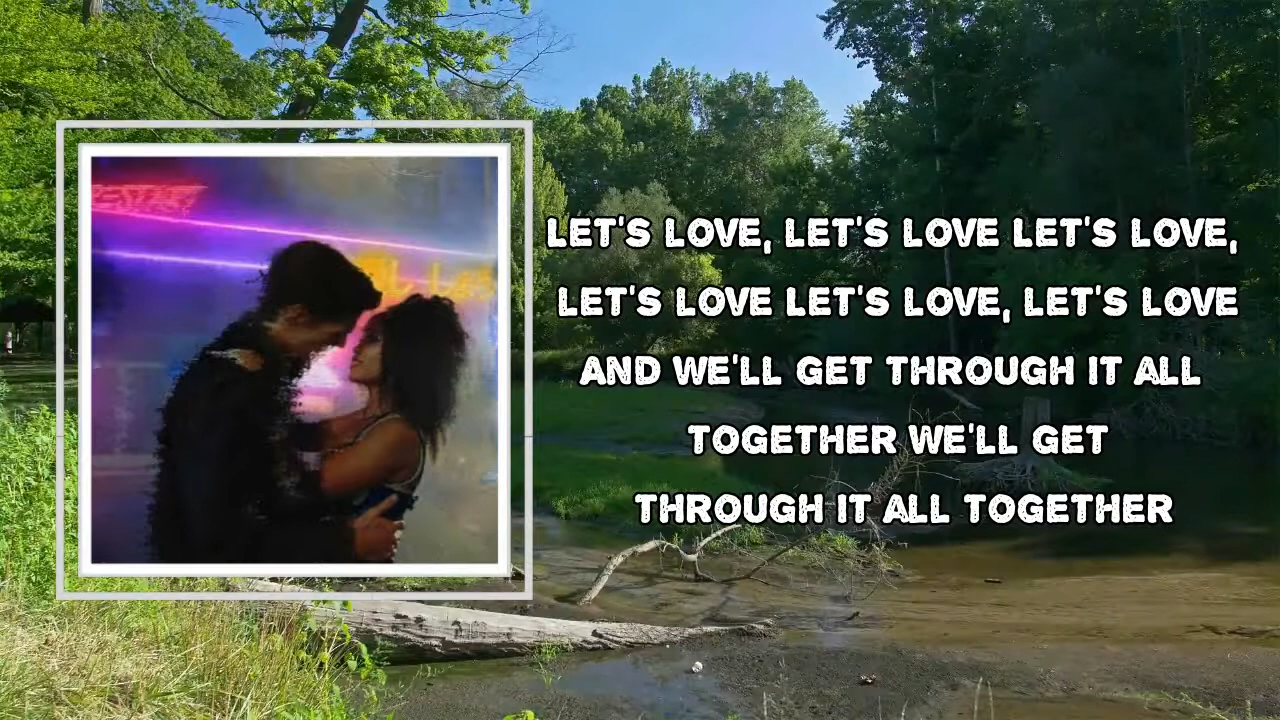 LET'S LOVE, LET'S LOVE LET'S LOVE,
LET'S LOVE LET'S LOVE, LET'S LOVE
AND WE'LL GET THROUGH IT ALL
TOGETHER WE'LL GET
THROUGH IT ALL TOGETHER